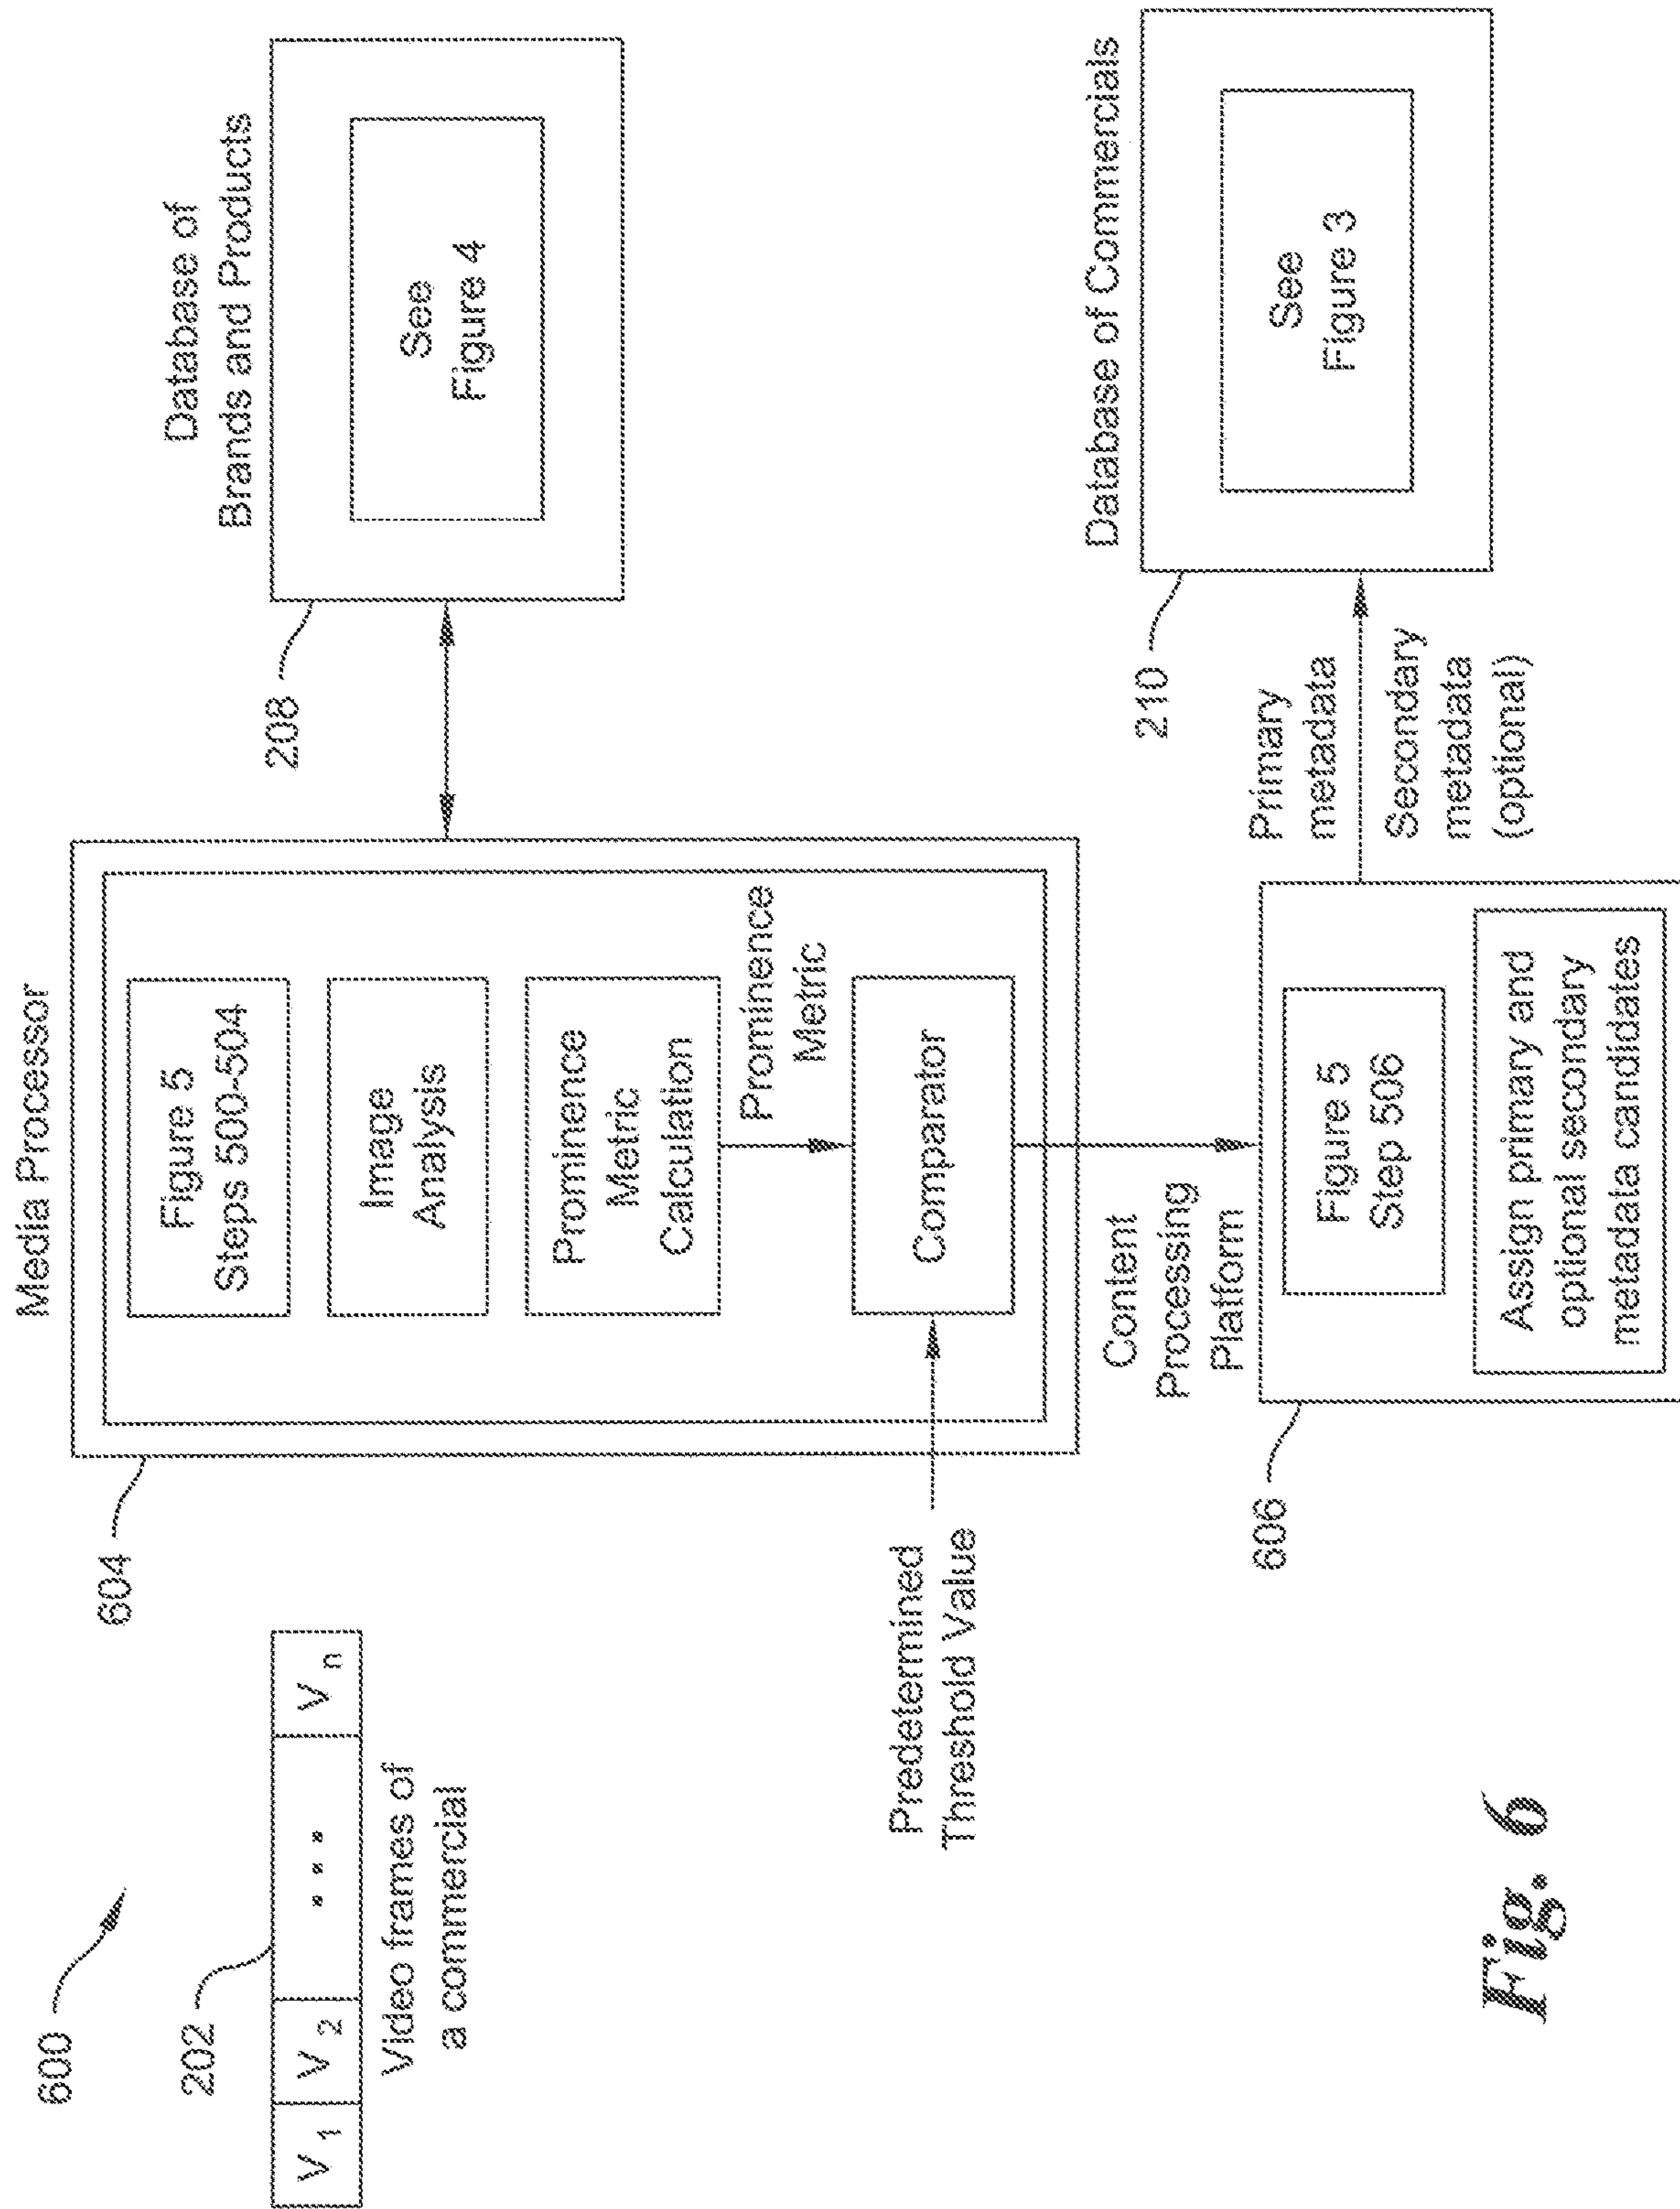 600
202
V 1
V 2
...
V n
Video frames of
a commercial
604
Media Processor
Figure 5
Steps 500-504
Image
Analysis
Prominence
Metric
Calculation
Prominence
Metric
Comparator
Predetermined
Threshold Value
208
Database of
Brands and Products
See
Figure 4
Content
Processing
Platform
606
Figure 5
Step 506
Assign primary and
optional secondary
metadata candidates
Primary
metadata
Secondary
metadata
(optional)
210
Database of Commercials
See
Figure 3
Fig. 6